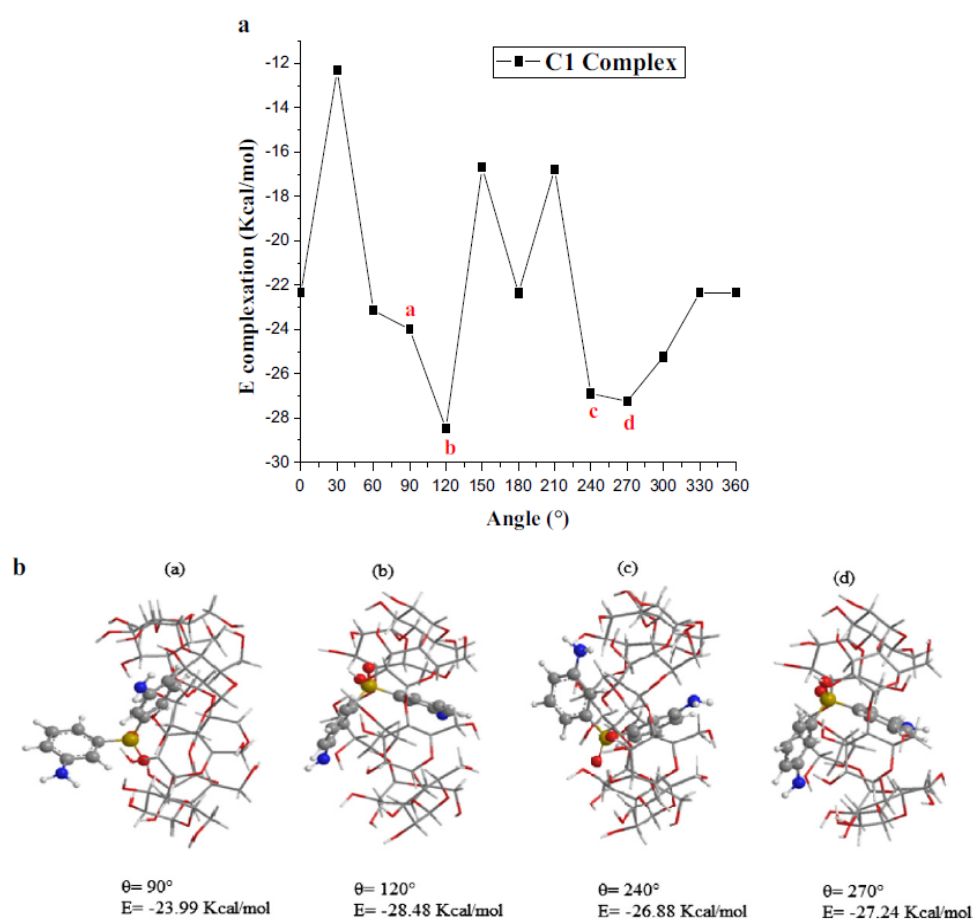 a
C1 Complex
-12
-14
-16
-18
-20
-22
-24
-26
-28
-30
E complexation (Kcal/mol)
a
b
c
d
0 30 60 90 120 150 180 210 240 270 300 330 360
Angle (°)
b
(a) (b) (c) (d)
θ= 90° θ= 120° θ= 240° θ= 270°
E= -23.99 Kcal/mol E= -28.48 Kcal/mol E= -26.88 Kcal/mol E= -27.24 Kcal/mol